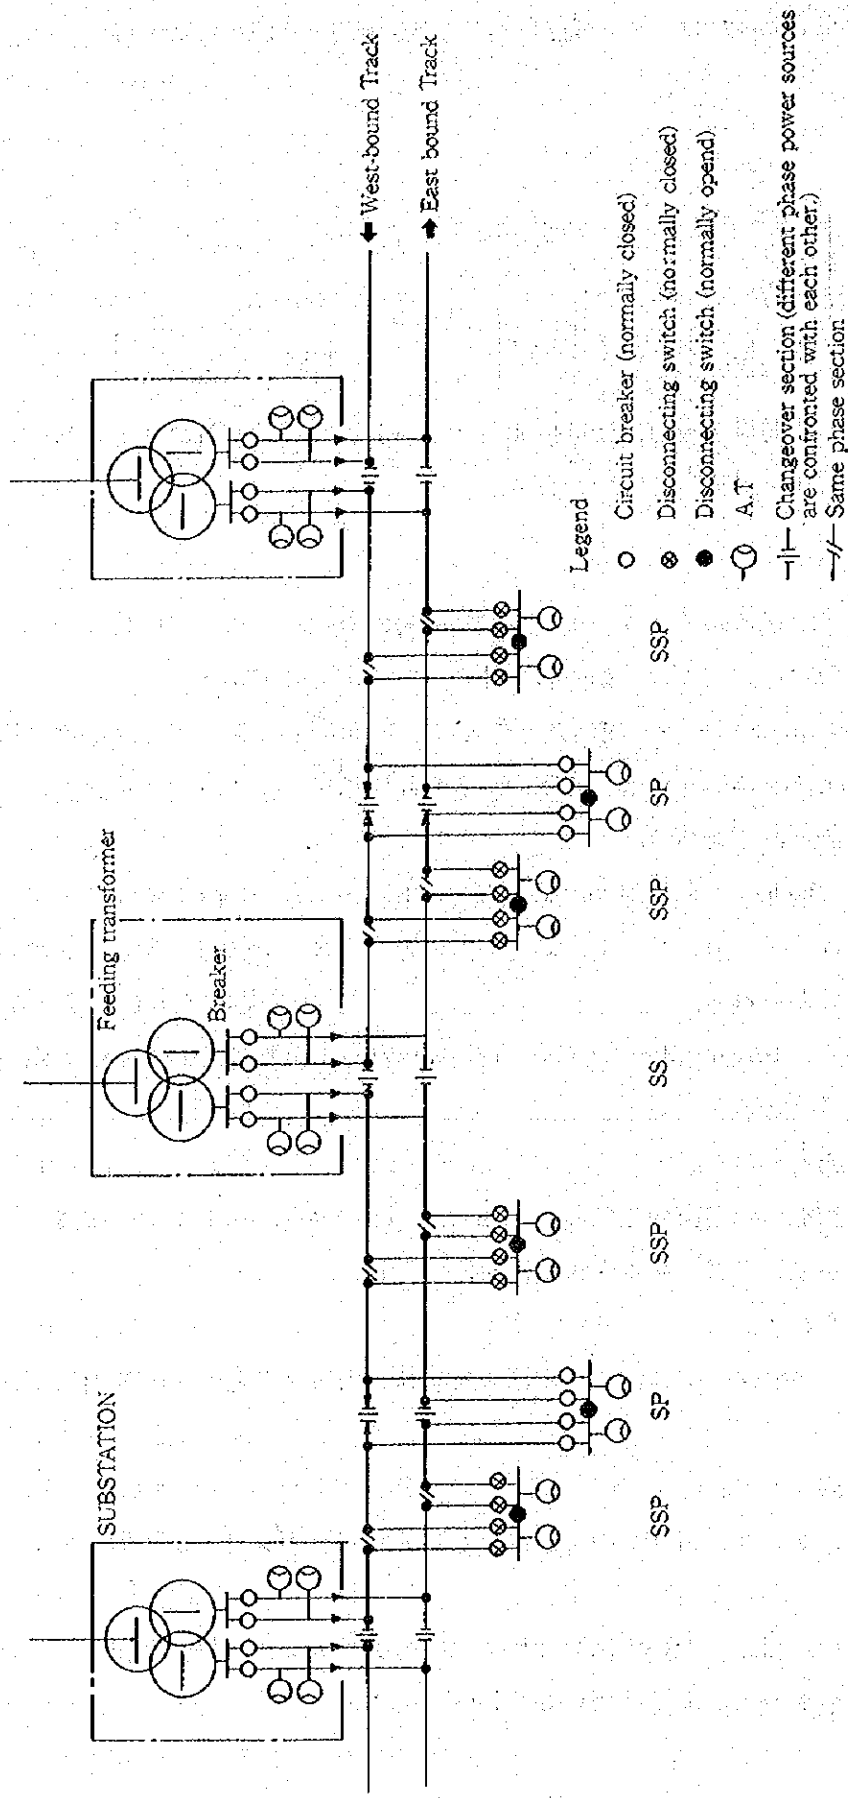 SUBSTATION
Feeding transformer
Breaker
West-bound Track
East bound Track
SSP
SP
SSP
SS
SSP
SP
SSP
Legend
Circuit breaker (normally closed)
Disconnecting switch (normally closed)
Disconnecting switch (normally opend)
A.T
Changeover section (different phase power sources
are confronted with each other.)
Same phase section